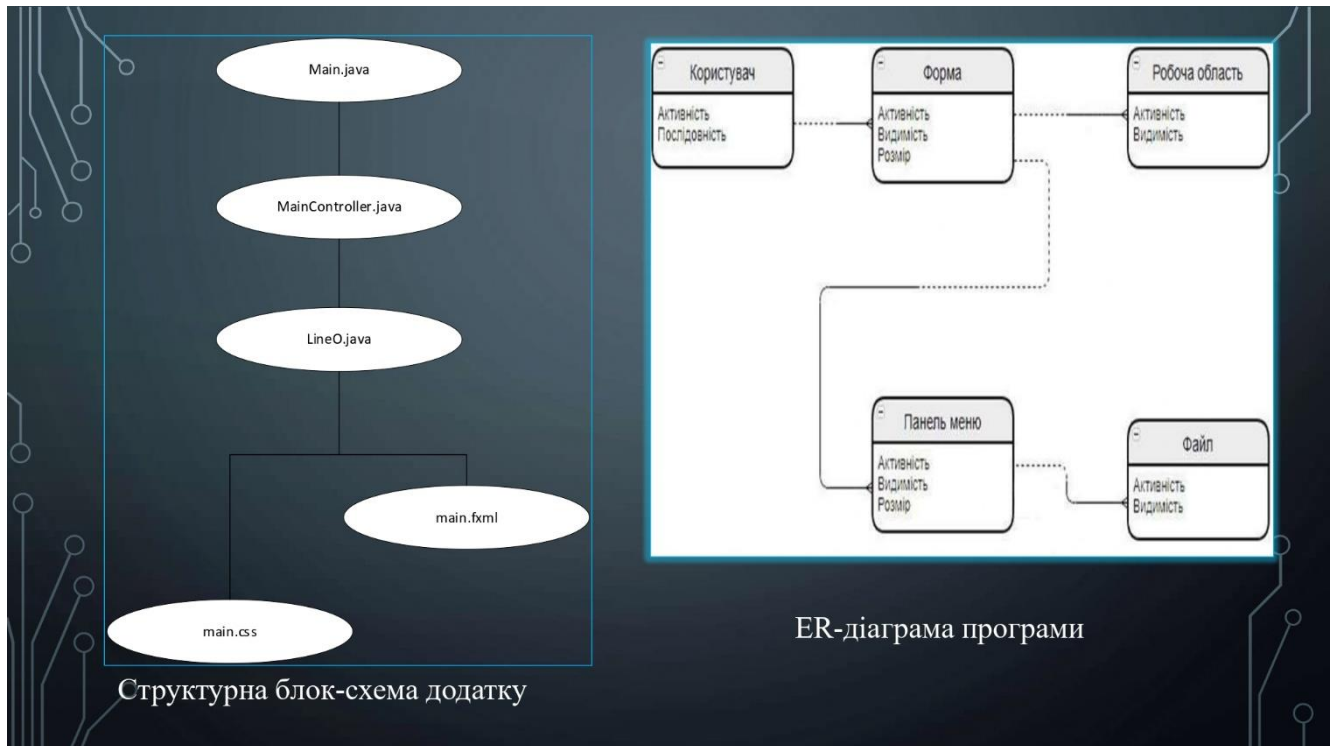 Main.java
MainController.java
LineO.java
main.fxml
main.css
Структурна блок-схема додатку
Користувач
Активність
Послідовність
Форма
Активність
Видимість
Розмір
Робоча область
Активність
Видимість
Панель меню
Активність
Видимість
Розмір
Файл
Активність
Видимість
ER-діаграма програми